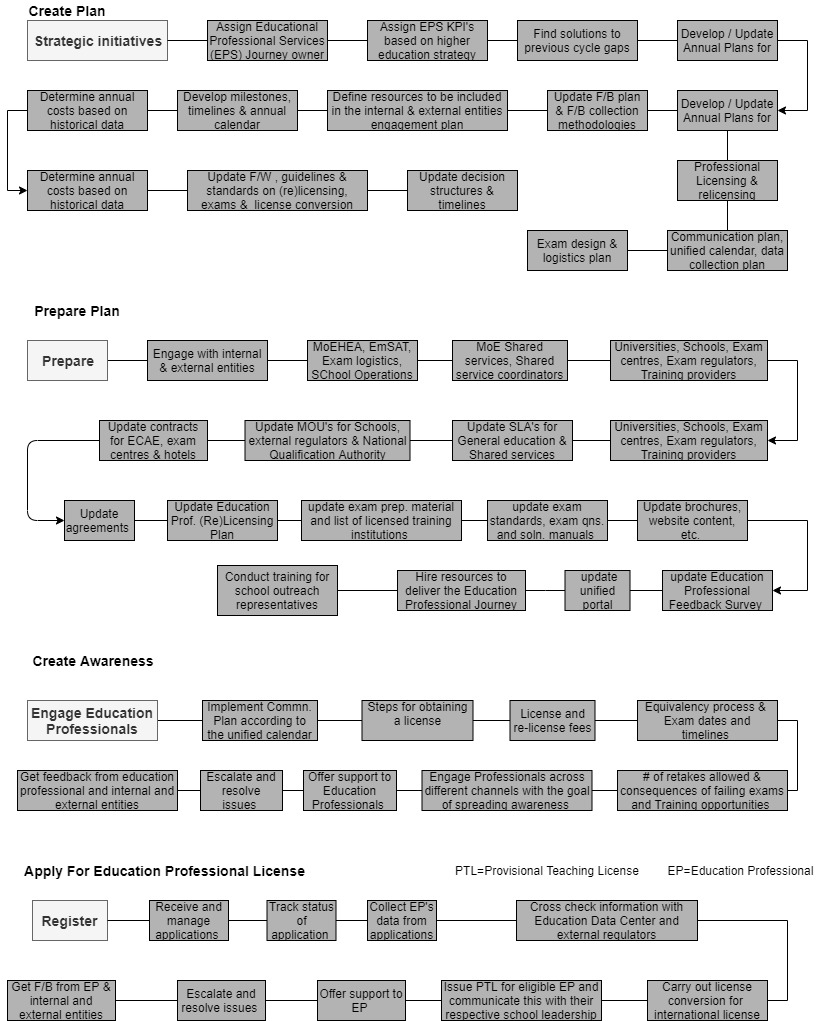 Create Plan
Strategic initiatives
Assign Educational
Professional Services
(EPS) Journey owner
Assign EPS KPI's
based on higher
education strategy
Find solutions to
previous cycle gaps
Develop / Update
Annual Plans for
Determine annual
costs based on
historical data
Develop milestones,
timelines & annual
calendar
Define resources to be included
in the internal & external entities
engagement plan
Update F/B plan
& F/B collection
methodologies
Develop / Update
Annual Plans for
Determine annual
costs based on
historical data
Update F/W , guidelines &
standards on (re)licensing,
exams & license conversion
Update decision
structures &
timelines
Professional
Licensing &
relicensing
Exam design &
logistics plan
Communication plan,
unified calendar, data
collection plan
Prepare Plan
Prepare
Engage with internal
& external entities
MoEHEA, EmSAT,
Exam logistics,
SChool Operations
MoE Shared
services, Shared
service coordinators
Universities, Schools, Exam
centres, Exam regulators,
Training providers
Update contracts
for ECAE, exam
centres & hotels
Update MOU's for Schools,
external regulators & National
Qualification Authority
Update SLA's for
General education &
Shared services
Universities, Schools, Exam
centres, Exam regulators,
Training providers
Update
agreements
Update Education
Prof. (Re)Licensing
Plan
update exam prep. material
and list of licensed training
institutions
update exam
standards, exam qns.
and soln. manuals
Update brochures,
website content,
etc.
Conduct training for
school outreach
representatives
Hire resources to
deliver the Education
Professional Journey
update
unified
portal
update Education
Professional
Feedback Survey
Create Awareness
Engage Education
Professionals
Implement Commn.
Plan according to
the unified calendar
Steps for obtaining
a license
License and
re-license fees
Equivalency process &
Exam dates and
timelines
Get feedback from education
professional and internal and
external entities
Escalate and
resolve
issues
Offer support to
Education
Professionals
Engage Professionals across
different channels with the goal
of spreading awareness
# of retakes allowed &
consequences of failing exams
and Training opportunities
Apply For Education Professional License
PTL=Provisional Teaching License
EP=Education Professional
Register
Receive and
manage
applications
Track status
of
application
Collect EP's
data from
applications
Cross check information with
Education Data Center and
external regulators
Get F/B from EP &
internal and
external entities
Escalate and
resolve issues
Offer support to
EP
Issue PTL for eligible EP and
communicate this with their
respective school leadership
Carry out license
conversion for
international license